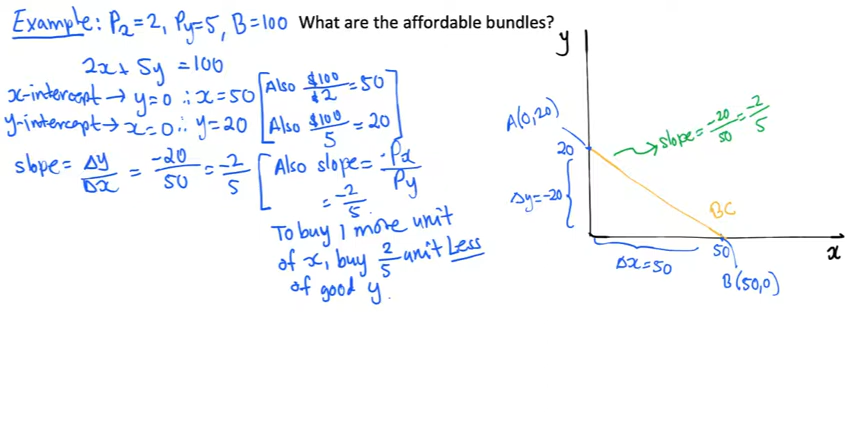 Example: Px=2, Py=5, B=100 What are the affordable bundles?
2x+5y=100
x-intercept → y=0 ∴ x=50 [Also $100/$2=50]
y-intercept → x=0 ∴ y=20 [Also $100/5=20]
slope= Δy/Δx = -20/50 = -2/5 [Also slope= -Px/Py
= -2/5.
To buy 1 more unit
of x, buy 2/5 unit Less
of good y.
y
A(0,20)
20
→ slope= -20/50 = -2/5
Δy=-20
BC
50
x
Δx=50
B(50,0)